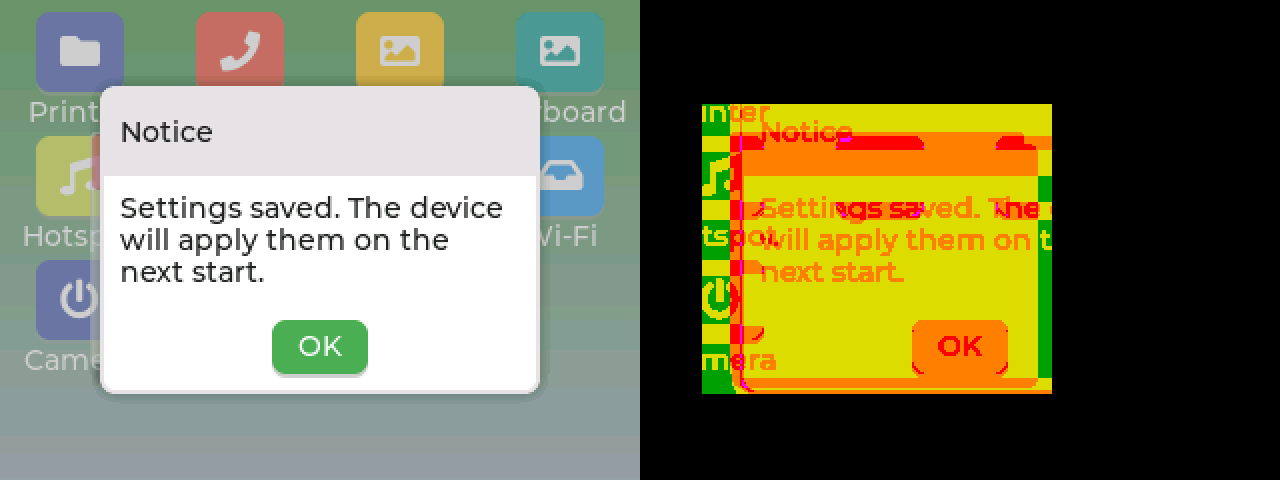 Print
board
Notice
Settings saved. The device
will apply them on the
next start.
Hotsp
Wi-Fi
OK
Came
nter
Notice
Settings saved. The
tspot
will apply them on t
next start.
OK
mera